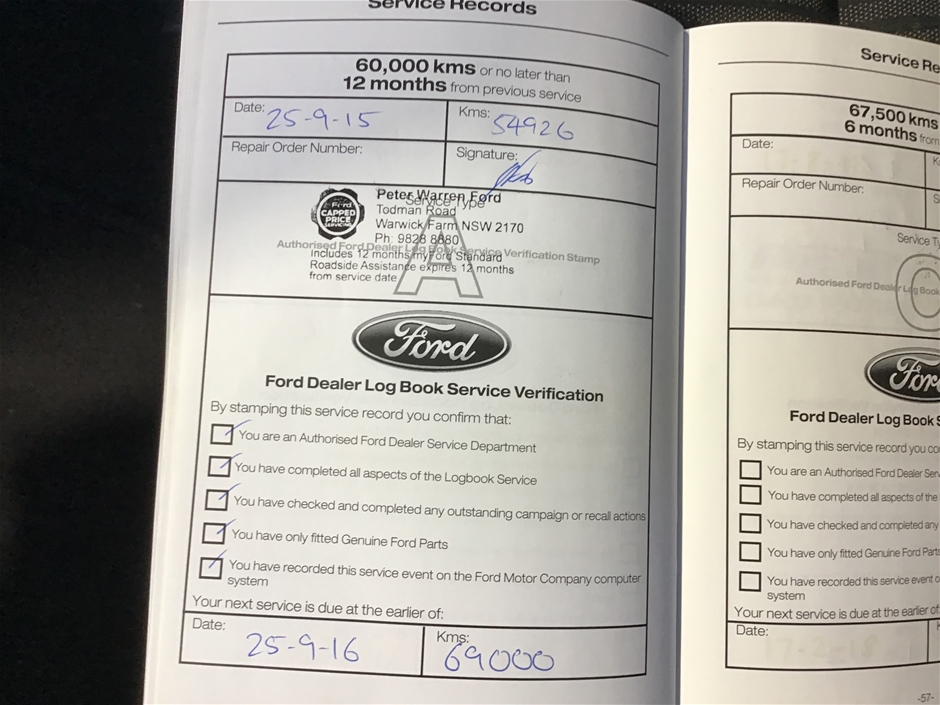 Service Records
60,000 kms or no later than
12 months from previous service
Date: 25-9-15
Kms: 54926
Repair Order Number:
Signature:
Service Type
A
Authorised Ford Dealer Log Book Service Verification Stamp
Ford
CAPPED
PRICE
SERVICING
Peter Warren Ford
Todman Road
Warwick Farm NSW 2170
Ph: 9828 8880
Includes 12 months my Ford Standard
Roadside Assistance expires 12 months
from service date
Ford
Ford Dealer Log Book Service Verification
By stamping this service record you confirm that:
You are an Authorised Ford Dealer Service Department
You have completed all aspects of the Logbook Service
You have checked and completed any outstanding campaign or recall actions
You have only fitted Genuine Ford Parts
You have recorded this service event on the Ford Motor Company computer
system
Your next service is due at the earlier of:
Date: 25-9-16
Kms: 69000
Service Re
67,500 kms
6 months from
Date:
K
Repair Order Number:
S
Service T
C
Authorised Ford Dealer Log Book
For
Ford Dealer Log Book S
By stamping this service record you co
You are an Authorised Ford Dealer Serv
You have completed all aspects of the
You have checked and completed any
You have only fitted Genuine Ford Parts
You have recorded this service event o
system
Your next service is due at the earlier of
Date:
-57-